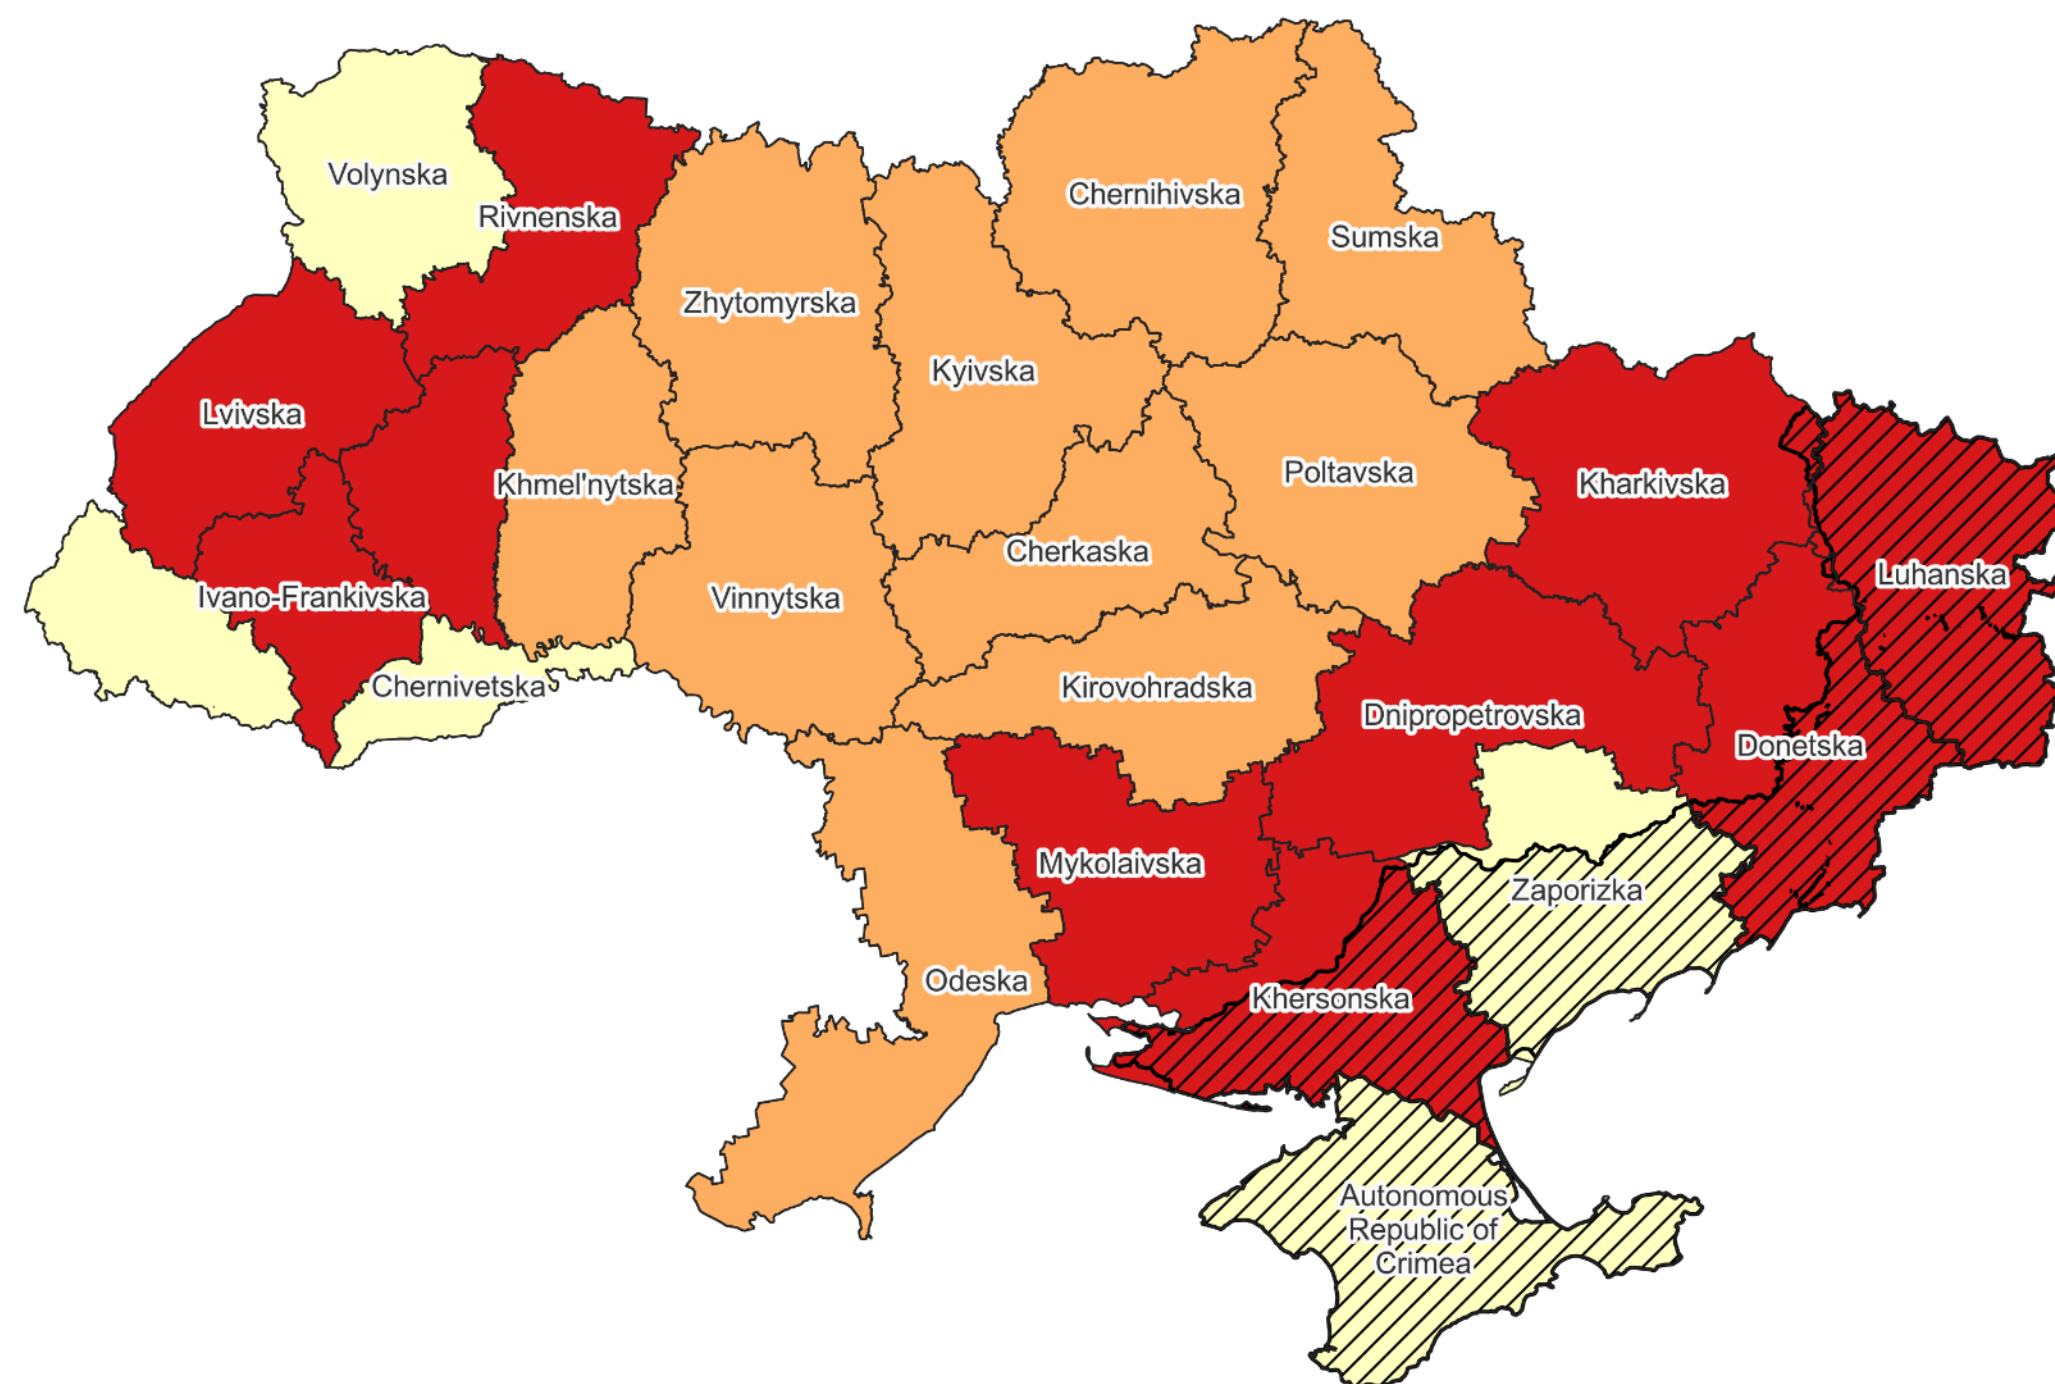 Volynska
Rivnenska
Chernihivska
Sumska
Zhytomyrska
Kyivska
Lvivska
Khmel'nytska
Poltavska
Kharkivska
Cherkaska
Luhanska
Ivano-Frankivska
Vinnytska
Chernivetska
Kirovohradska
Dnipropetrovska
Donetska
Mykolaivska
Zaporizka
Odeska
Khersonska
Autonomous
Republic of
Crimea